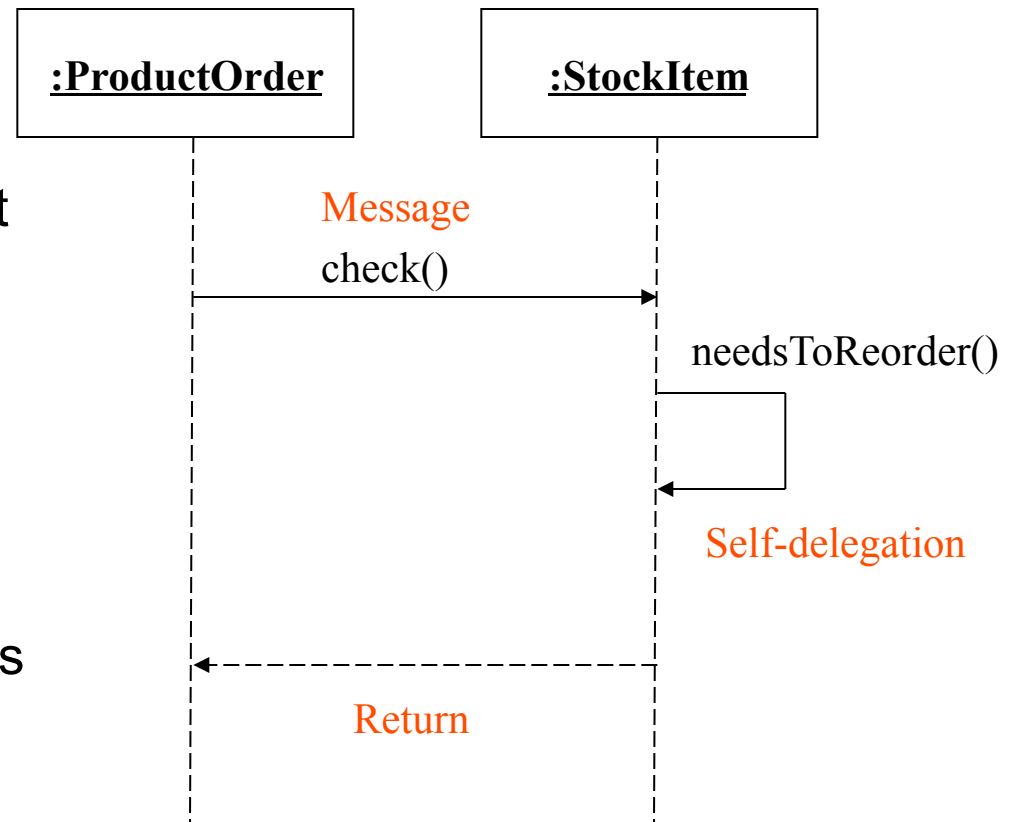 :ProductOrder :StockItem
t
Message
check()
needsToReorder()
Self-delegation
s
Return